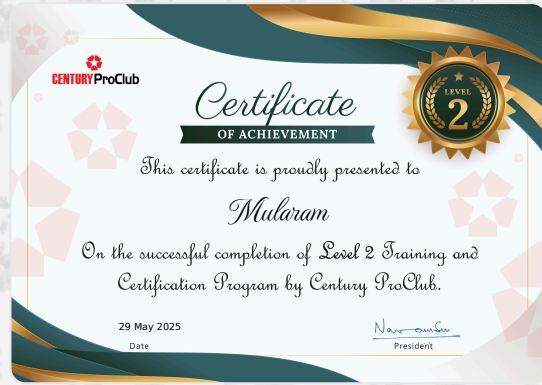 CENTURY ProClub
Certificate
OF ACHIEVEMENT
LEVEL
2
This certificate is proudly presented to
Mularam
On the successful completion of Level 2 Training and
Certification Program by Century ProClub.
29 May 2025
Date
President